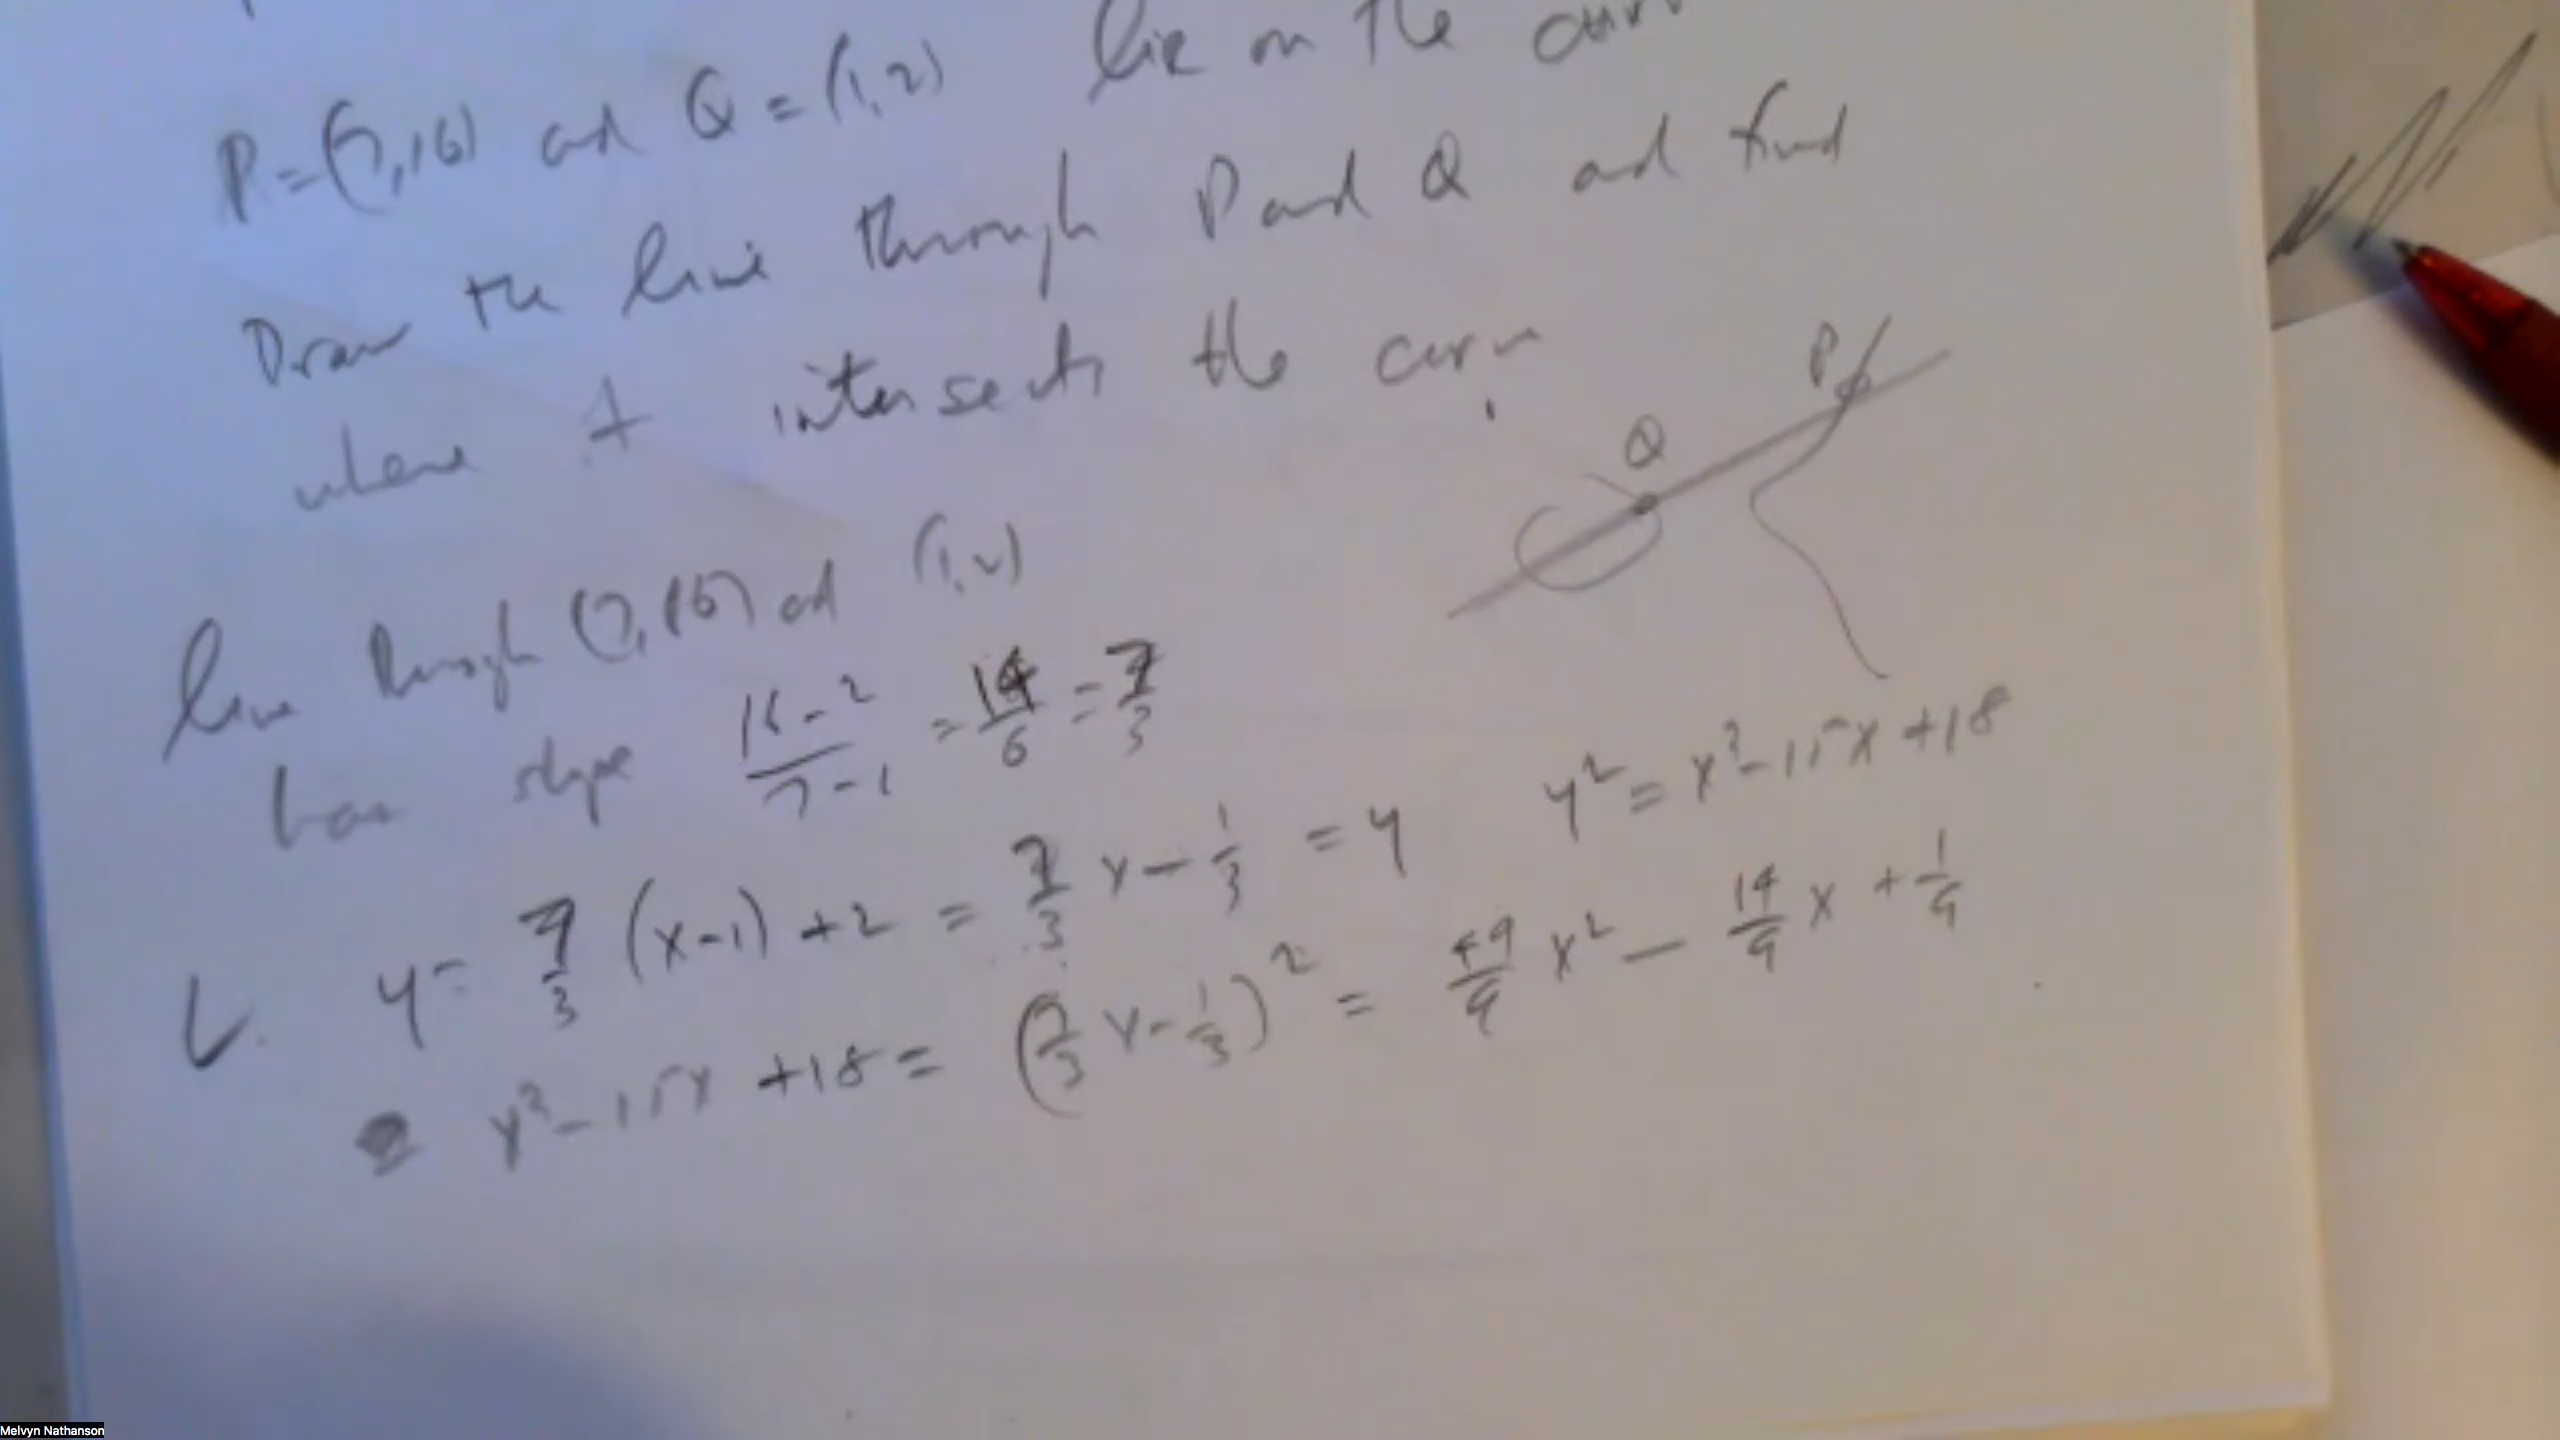 P = (7,16) and Q = (1,2) lie on the curv
Draw the line through P and Q and find
where it intersects the curve.
P
Q
line through (7,16) and (1,2)
has slope (16-2)/(7-1) = 14/6 = 7/3
y² = x³ - 15x + 18
L. y = 7/3 (x-1) + 2 = 7/3 x - 1/3 = y
x³ - 15x + 18 = (7/3 x - 1/3)² = 49/9 x² - 14/9 x + 1/9
Melvyn Nathanson